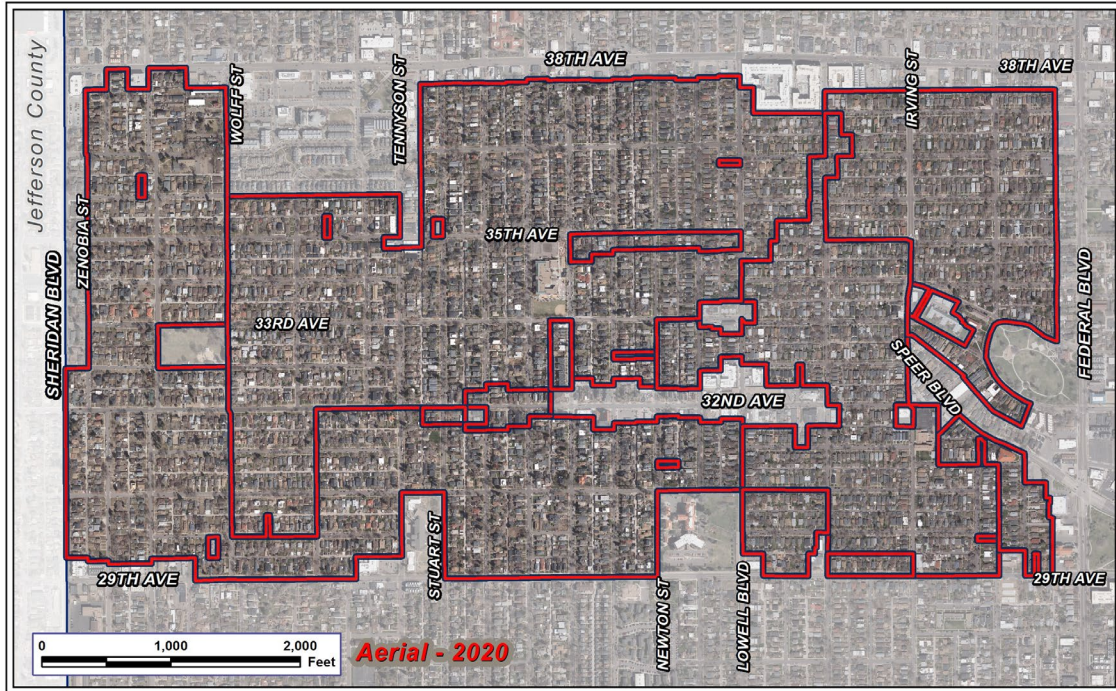 Jefferson County
38TH AVE
38TH AVE
WOLFF ST
TENNYSON ST
IRVING ST
ZENOBIA ST
35TH AVE
SHERIDAN BLVD
33RD AVE
FEDERAL BLVD
SPEER BLVD
32ND AVE
STUART ST
29TH AVE
29TH AVE
NEWTON ST
LOWELL BLVD
0 1,000 2,000
Feet
Aerial - 2020